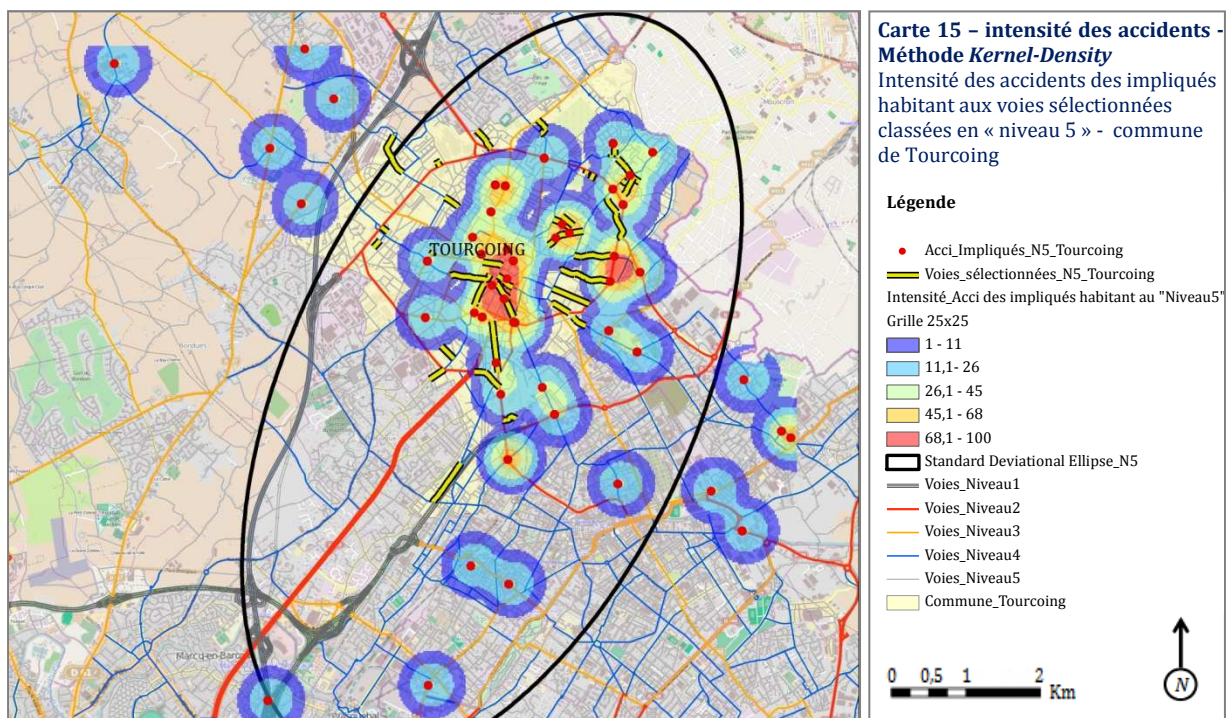 TOURCOING
Mouscron
Bondues
Carte 15 – intensité des accidents -
Méthode Kernel-Density
Intensité des accidents des impliqués
habitant aux voies sélectionnées
classées en « niveau 5 » - commune
de Tourcoing
Légende
Acci_Impliqués_N5_Tourcoing
Voies_sélectionnées_N5_Tourcoing
Intensité_Acci des impliqués habitant au "Niveau5"
Grille 25x25
1 - 11
11,1- 26
26,1 - 45
45,1 - 68
68,1 - 100
Standard Deviational Ellipse_N5
Voies_Niveau1
Voies_Niveau2
Voies_Niveau3
Voies_Niveau4
Voies_Niveau5
Commune_Tourcoing
0 0,5 1 2
Km
N